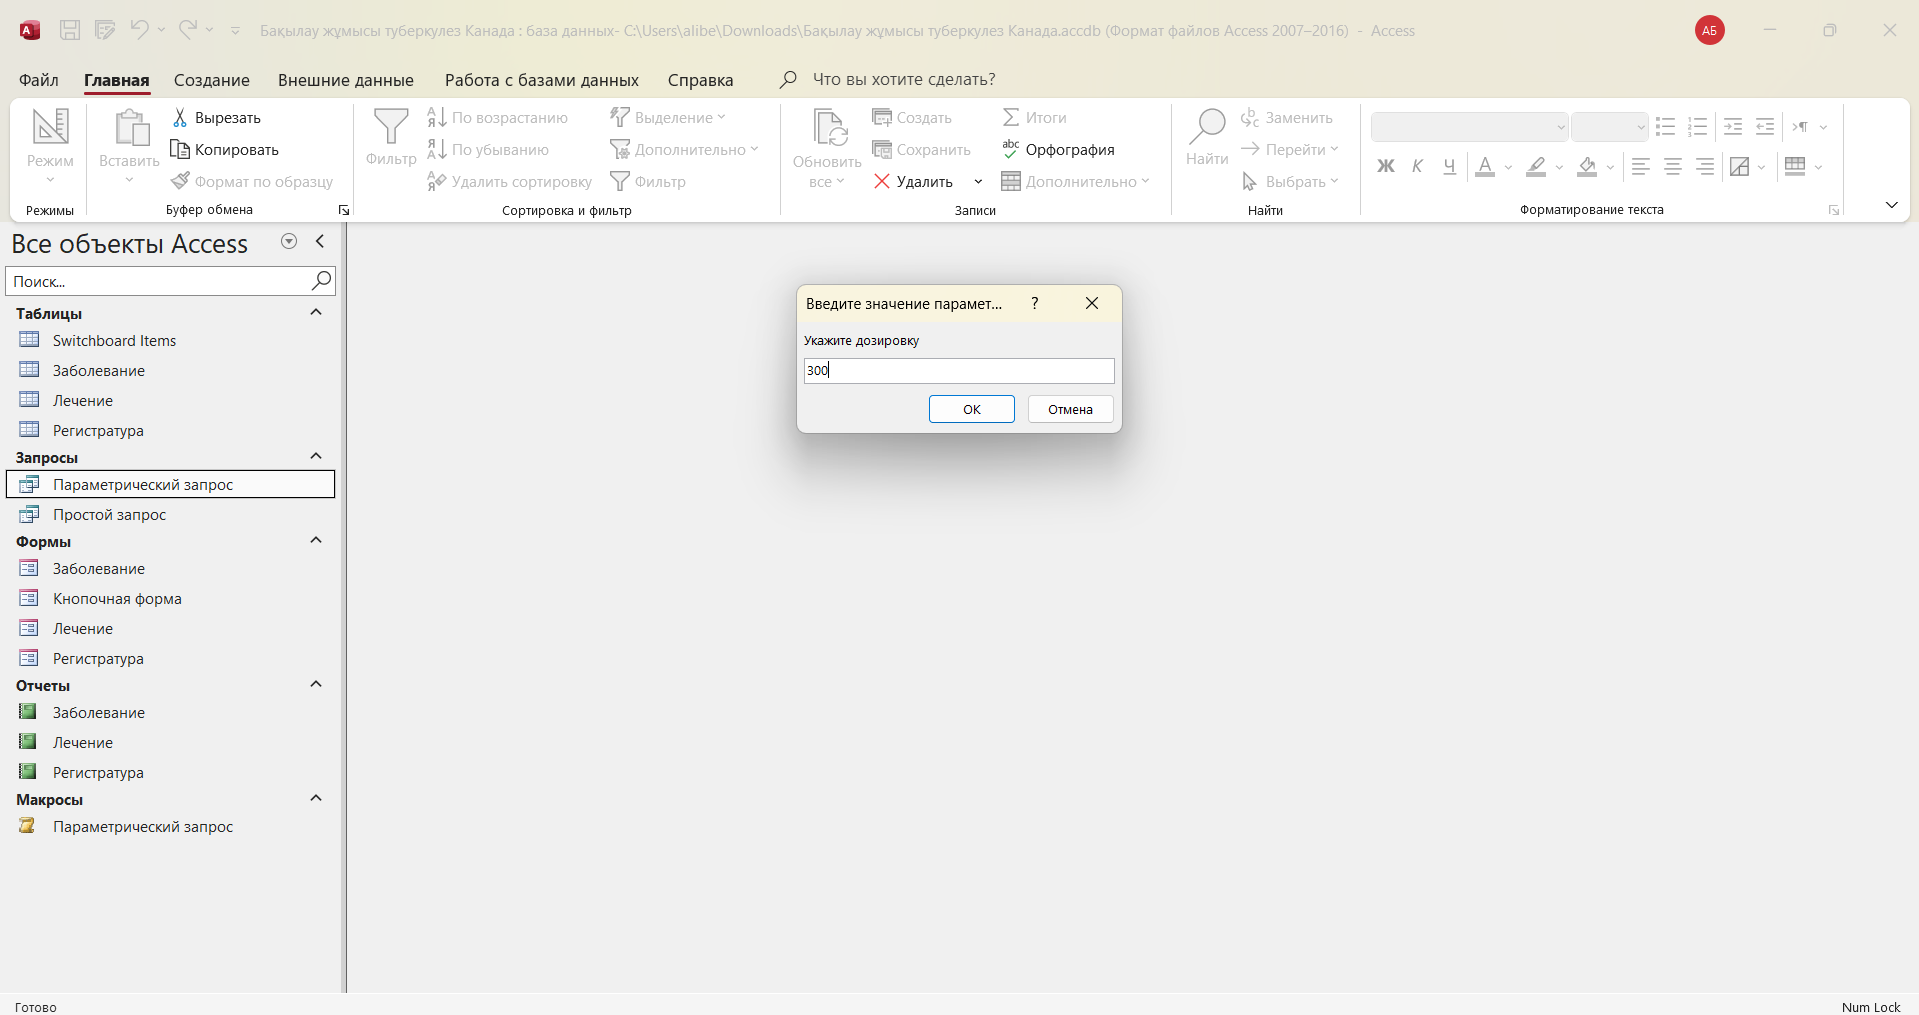 Бақылау жұмысы туберкулез Канада : база данных- C:\Users\alibe\Downloads\Бақылау жұмысы туберкулез Канада.accdb (Формат файлов Access 2007–2016) - Access
АБ
Файл Главная Создание Внешние данные Работа с базами данных Справка Что вы хотите сделать?
Режим
Режимы
Вставить
Вырезать
Копировать
Формат по образцу
Буфер обмена
Фильтр
По возрастанию
По убыванию
Удалить сортировку
Выделение
Дополнительно
Фильтр
Сортировка и фильтр
Обновить
все
Создать
Сохранить
Удалить
Итоги
Орфография
Дополнительно
Записи
Найти
Заменить
Перейти
Выбрать
Найти
Ж К Ч А
Форматирование текста
Все объекты Access
Поиск...
Таблицы
Switchboard Items
Заболевание
Лечение
Регистратура
Запросы
Параметрический запрос
Простой запрос
Формы
Заболевание
Кнопочная форма
Лечение
Регистратура
Отчеты
Заболевание
Лечение
Регистратура
Макросы
Параметрический запрос
Введите значение парамет... ?
Укажите дозировку
300
ОК Отмена
Готово
Num Lock